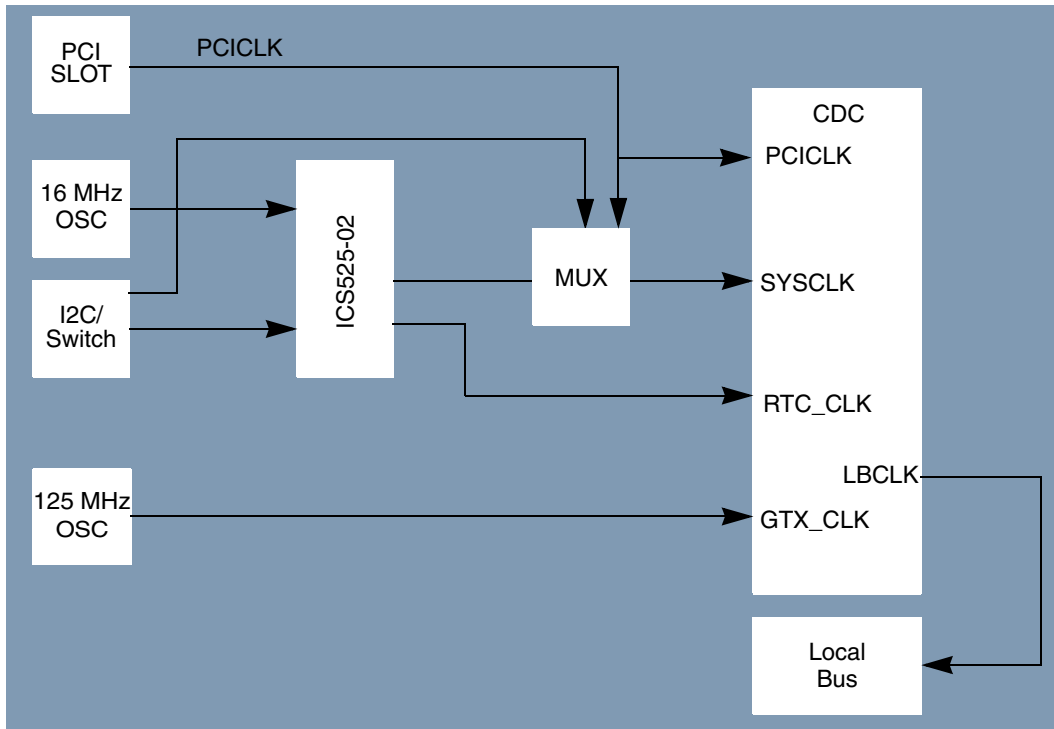 PCI
SLOT
PCICLK
CDC
PCICLK
16 MHz
OSC
ICS525-02
MUX
SYSCLK
I2C/
Switch
RTC_CLK
LBCLK
125 MHz
OSC
GTX_CLK
Local
Bus